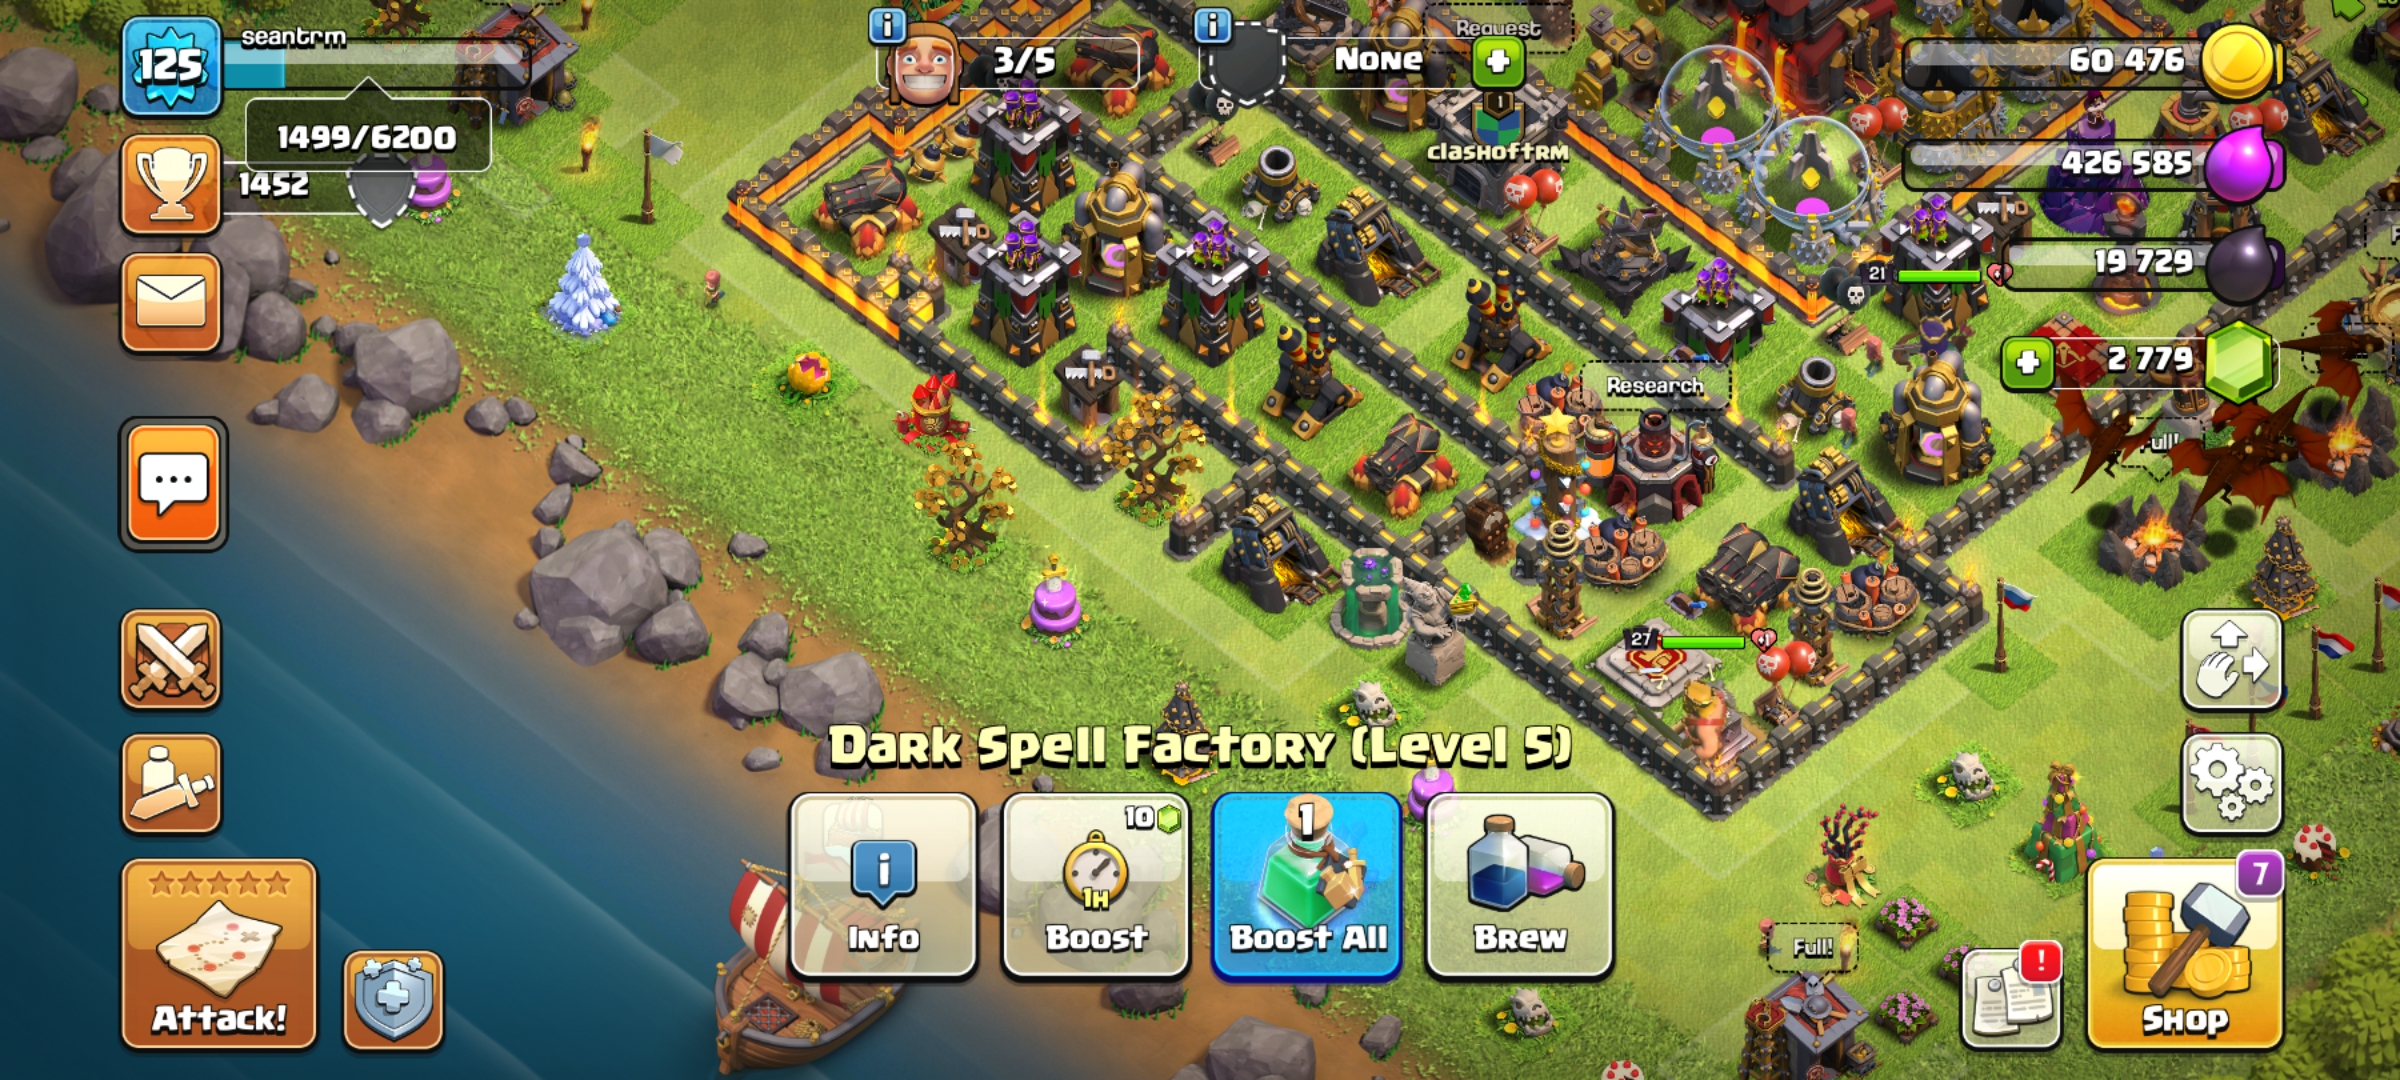 Request
125
seantrm
3/5
None
60 476
1499/6200
1
clashoftrm
1452
426 585
21
19 729
2 779
Research
Full!
27
Dark Spell Factory (Level 5)
10
1
1H
Info
Boost
Boost All
Brew
7
Full!
Attack!
!
Shop